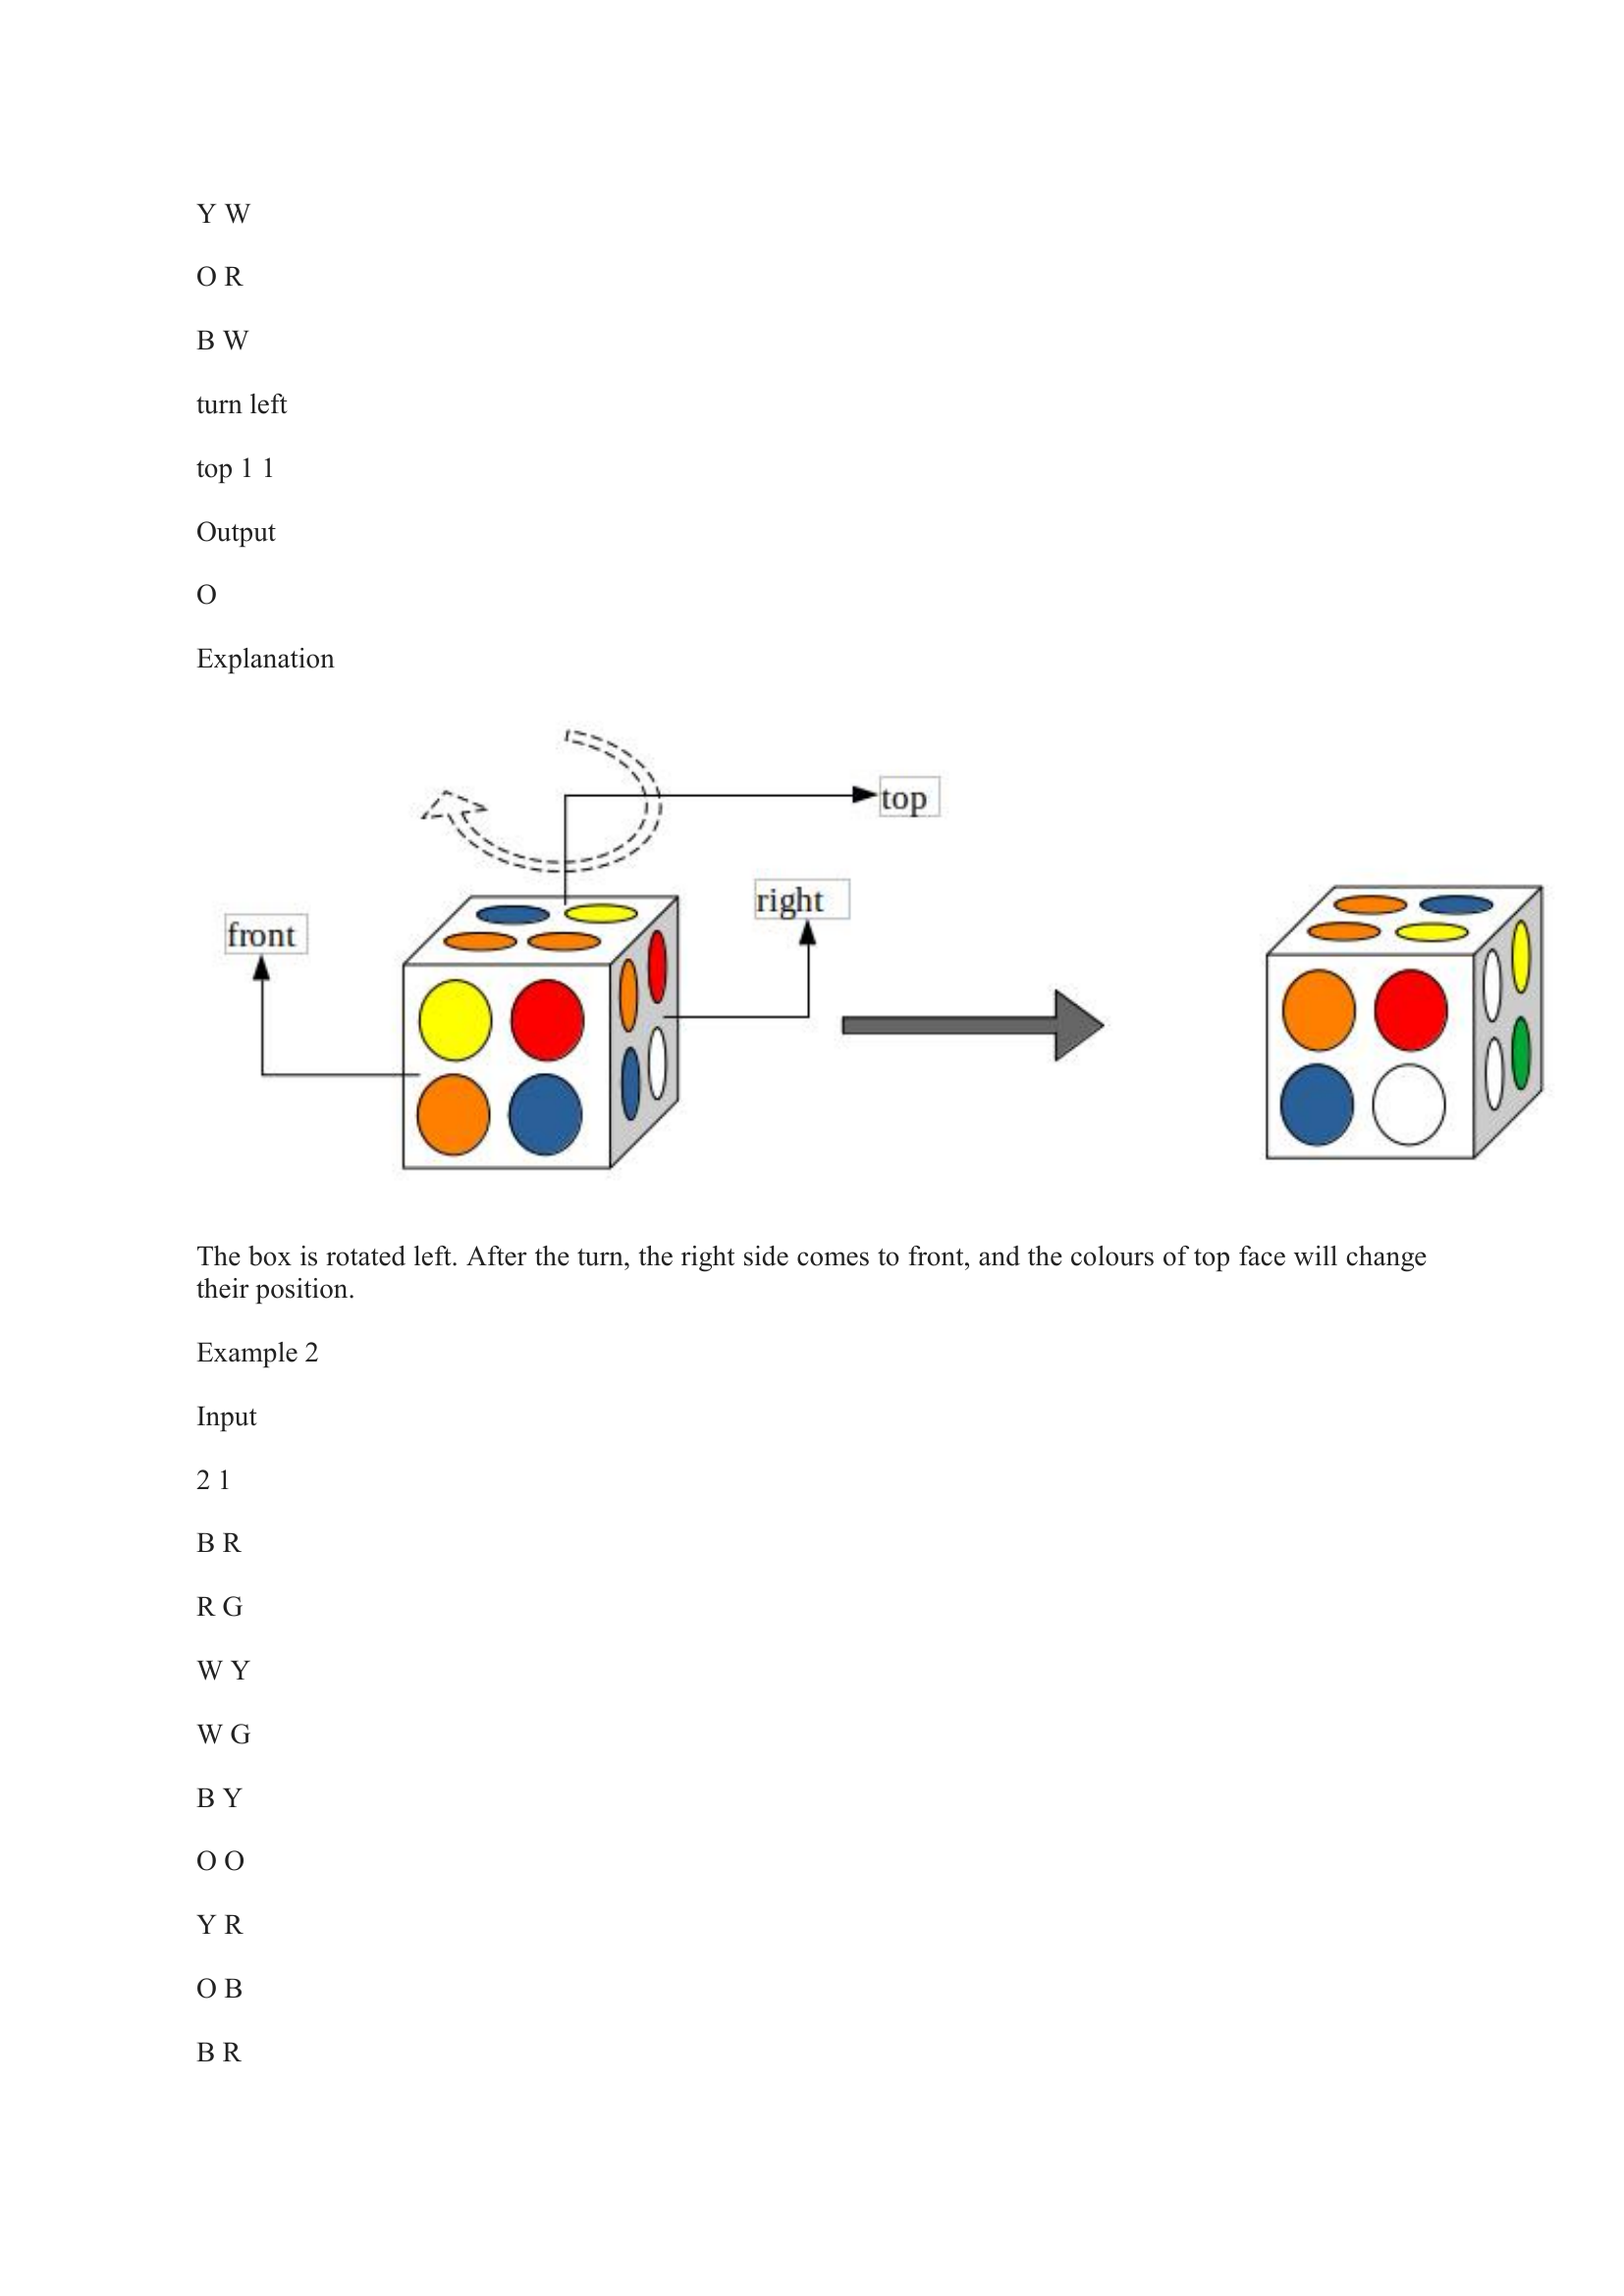 Y W
O R
B W
turn left
top 1 1
Output
O
Explanation
top
right
front
The box is rotated left. After the turn, the right side comes to front, and the colours of top face will change
their position.
Example 2
Input
2 1
B R
R G
W Y
W G
B Y
O O
Y R
O B
B R